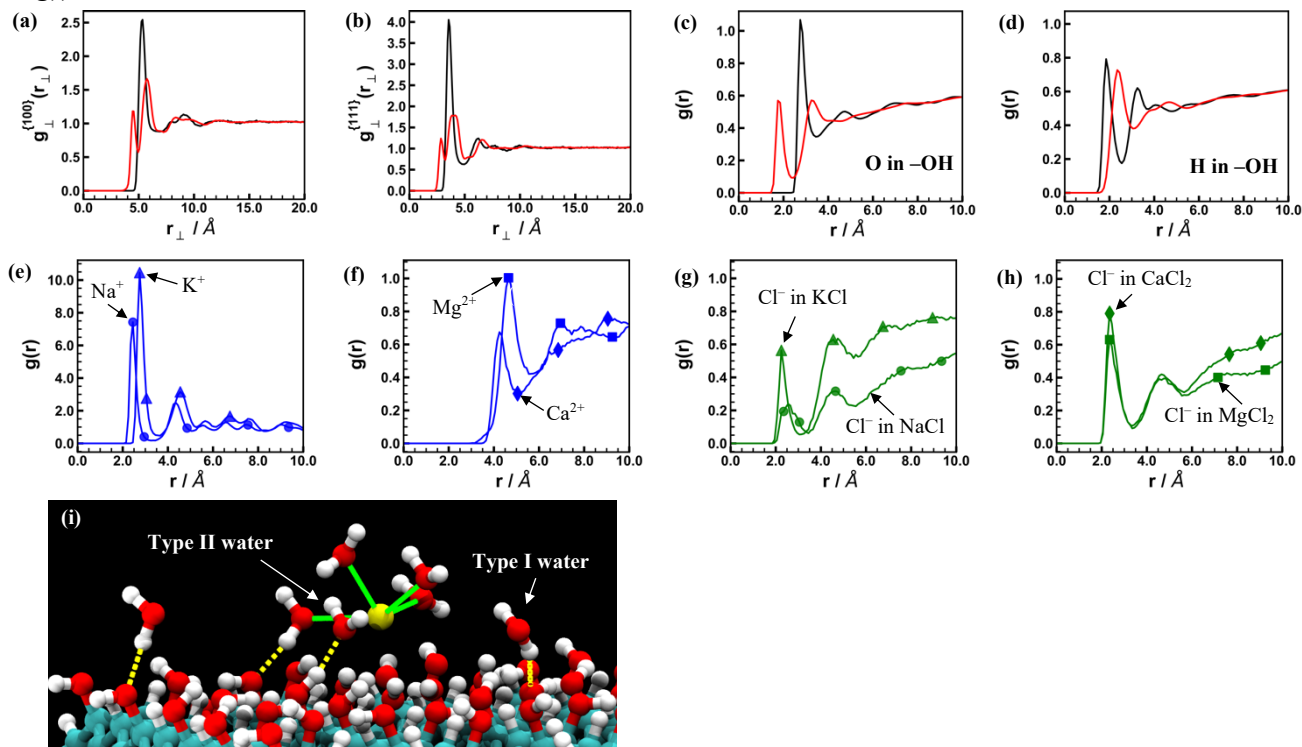 (a)
2.5
2.0
1.5
1.0
0.5
0.0
g⊥{100}(r⊥)
0.0 5.0 10.0 15.0 20.0
r⊥ / Å
(b)
4.0
3.5
3.0
2.5
2.0
1.5
1.0
0.5
0.0
g⊥{111}(r⊥)
0.0 5.0 10.0 15.0 20.0
r⊥ / Å
(c)
1.0
0.8
0.6
0.4
0.2
0.0
g(r)
O in –OH
0.0 2.0 4.0 6.0 8.0 10.0
r / Å
(d)
1.0
0.8
0.6
0.4
0.2
0.0
g(r)
H in –OH
0.0 2.0 4.0 6.0 8.0 10.0
r / Å
(e)
10.0
8.0
6.0
4.0
2.0
0.0
g(r)
Na⁺
K⁺
0.0 2.0 4.0 6.0 8.0 10.0
r / Å
(f)
1.0
0.8
0.6
0.4
0.2
0.0
g(r)
Mg²⁺
Ca²⁺
0.0 2.0 4.0 6.0 8.0 10.0
r / Å
(g)
1.0
0.8
0.6
0.4
0.2
0.0
g(r)
Cl⁻ in KCl
Cl⁻ in NaCl
0.0 2.0 4.0 6.0 8.0 10.0
r / Å
(h)
1.0
0.8
0.6
0.4
0.2
0.0
g(r)
Cl⁻ in CaCl₂
Cl⁻ in MgCl₂
0.0 2.0 4.0 6.0 8.0 10.0
r / Å
(i)
Type II water
Type I water